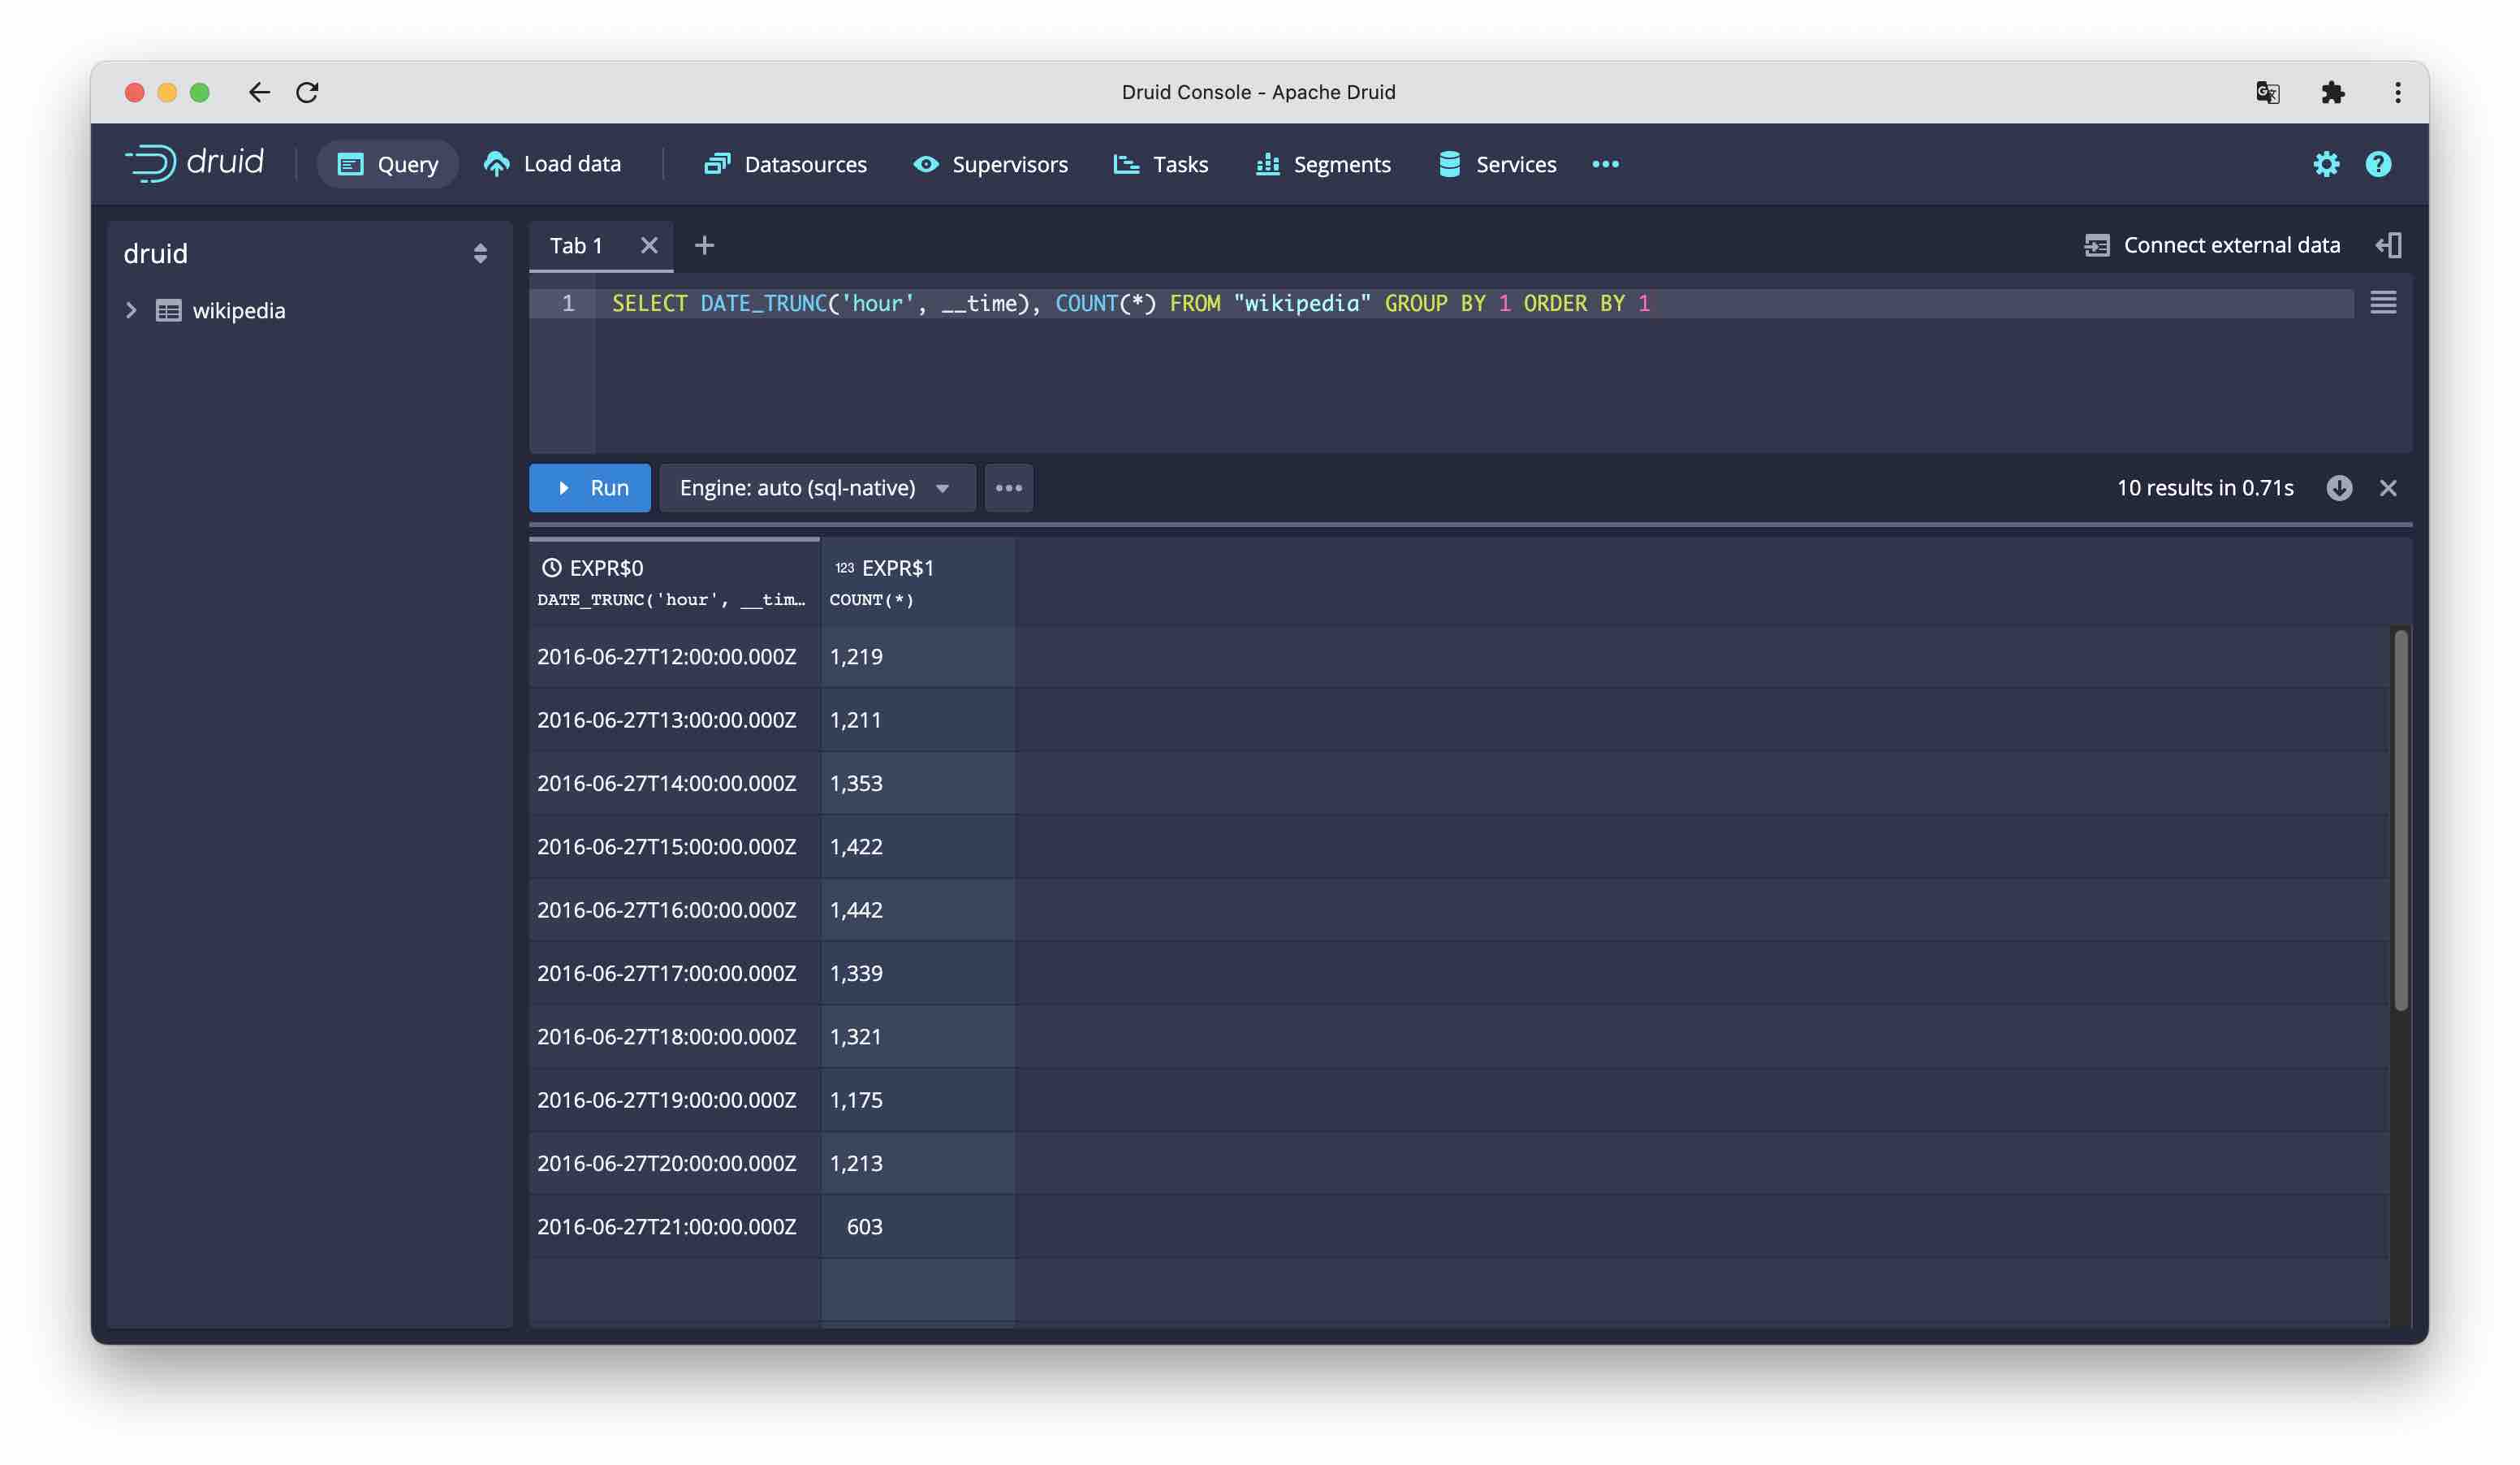 Druid Console - Apache Druid
druid Query Load data Datasources Supervisors Tasks Segments Services
druid
wikipedia
Tab 1
Connect external data
1 SELECT DATE_TRUNC('hour', __time), COUNT(*) FROM "wikipedia" GROUP BY 1 ORDER BY 1
Run Engine: auto (sql-native) 10 results in 0.71s
EXPR$0 123 EXPR$1
DATE_TRUNC('hour', __tim… COUNT(*)
2016-06-27T12:00:00.000Z 1,219
2016-06-27T13:00:00.000Z 1,211
2016-06-27T14:00:00.000Z 1,353
2016-06-27T15:00:00.000Z 1,422
2016-06-27T16:00:00.000Z 1,442
2016-06-27T17:00:00.000Z 1,339
2016-06-27T18:00:00.000Z 1,321
2016-06-27T19:00:00.000Z 1,175
2016-06-27T20:00:00.000Z 1,213
2016-06-27T21:00:00.000Z 603